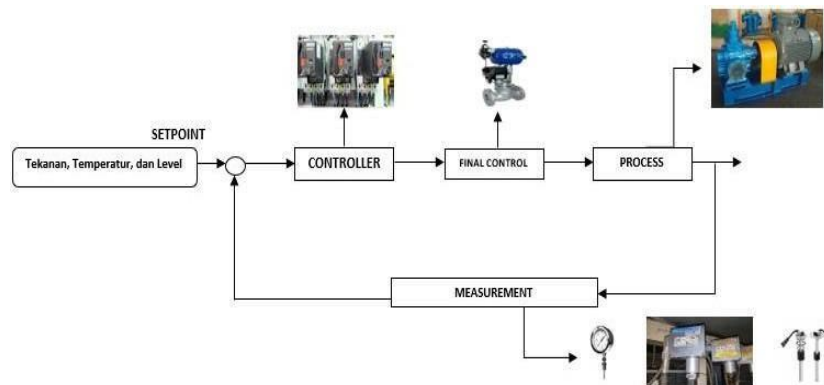 SETPOINT
Tekanan, Temperatur, dan Level
CONTROLLER
FINAL CONTROL
PROCESS
MEASUREMENT